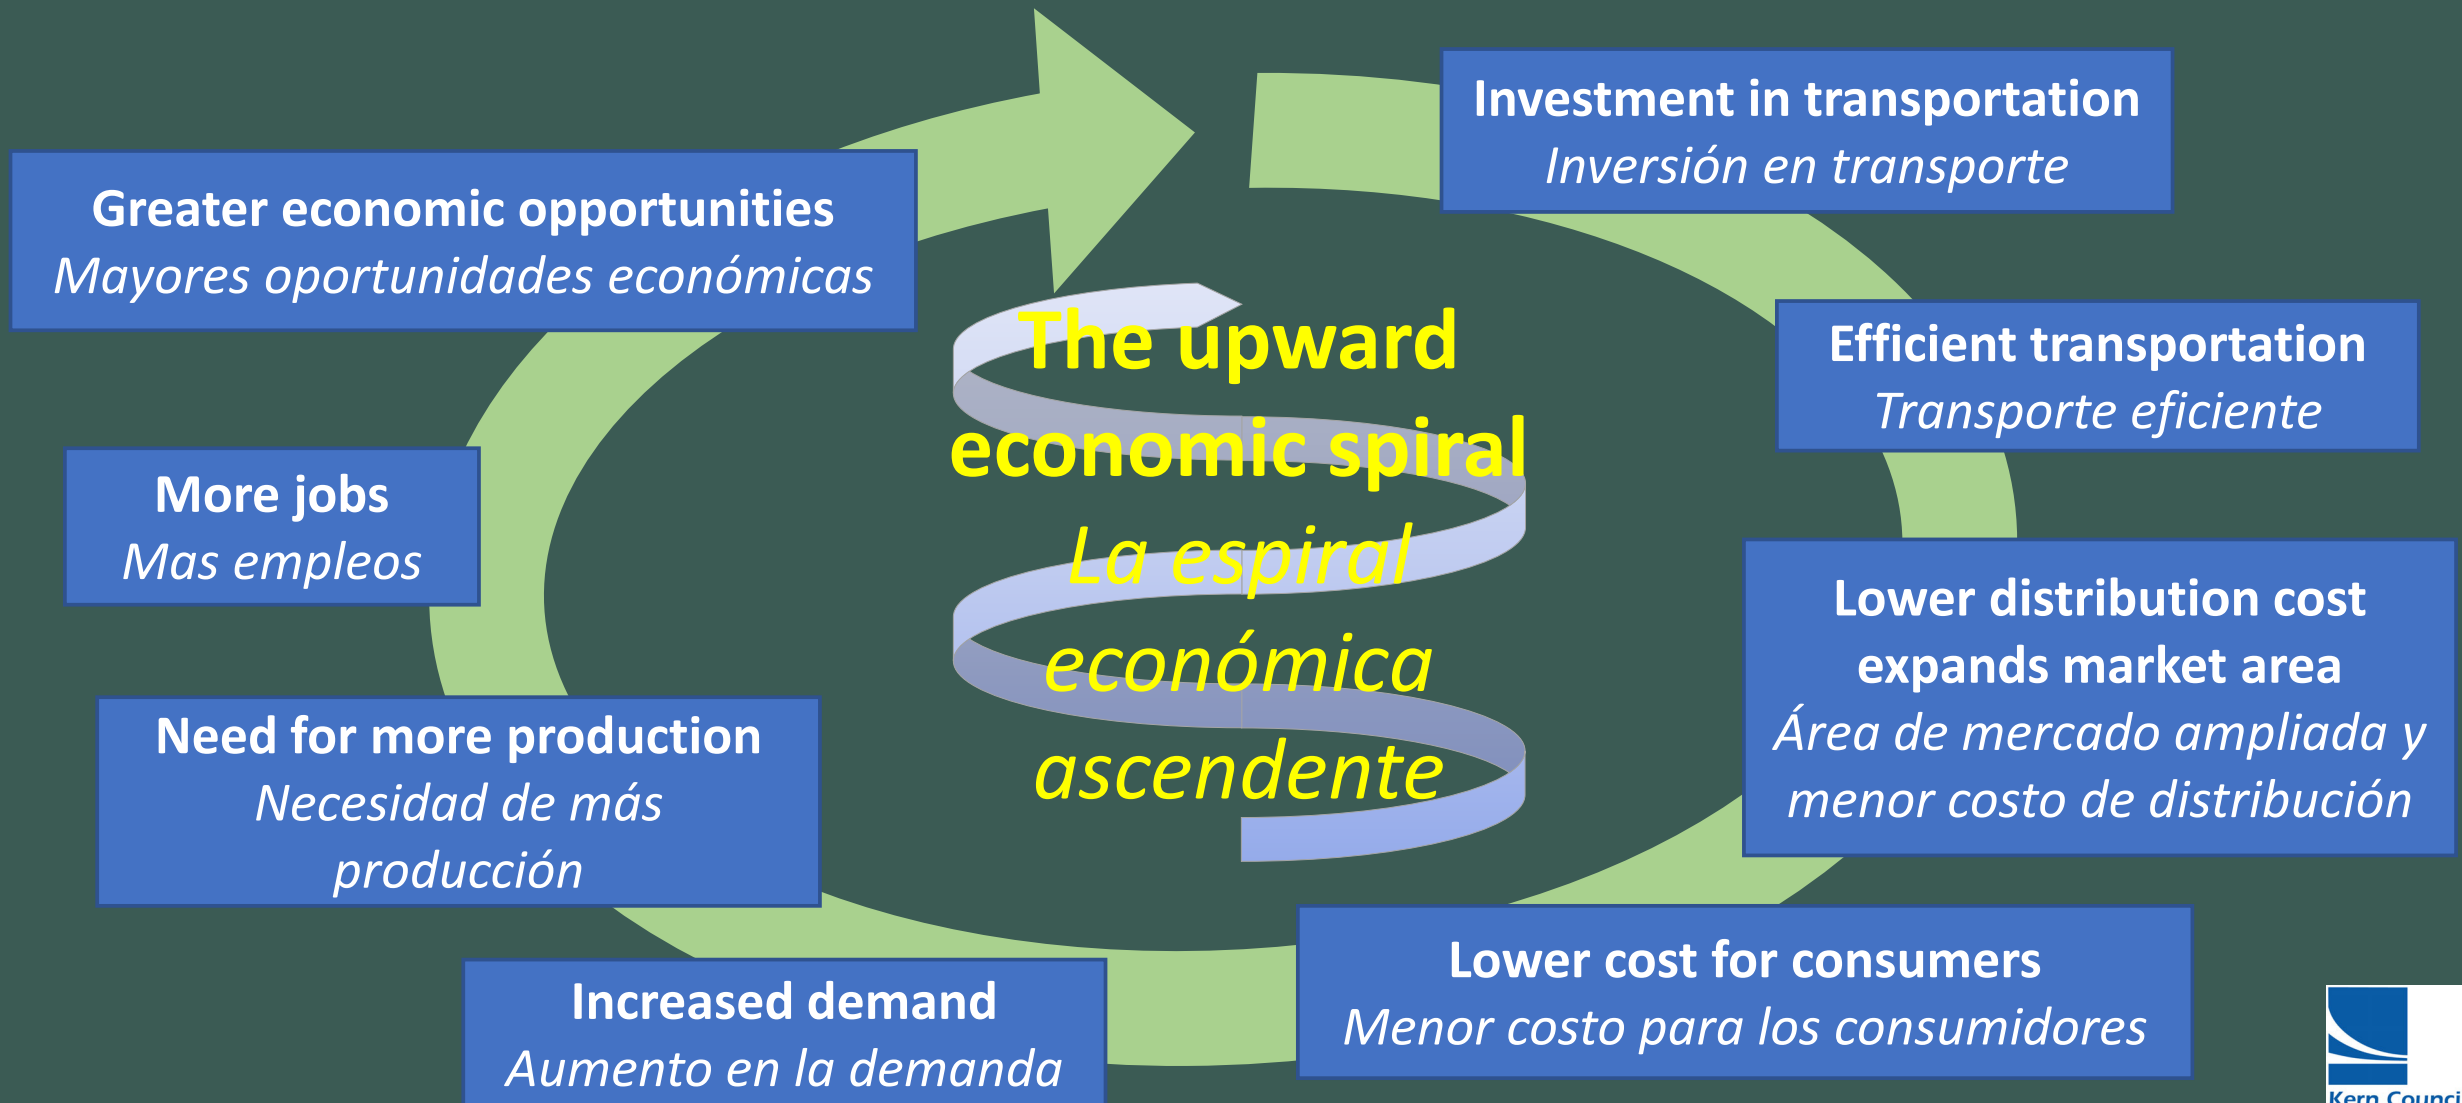 Investment in transportation
Inversión en transporte
Greater economic opportunities
Mayores oportunidades económicas
The upward
economic spiral
La espiral
económica
ascendente
Efficient transportation
Transporte eficiente
More jobs
Mas empleos
Lower distribution cost
expands market area
Área de mercado ampliada y
menor costo de distribución
Need for more production
Necesidad de más
producción
Lower cost for consumers
Menor costo para los consumidores
Increased demand
Aumento en la demanda
Kern